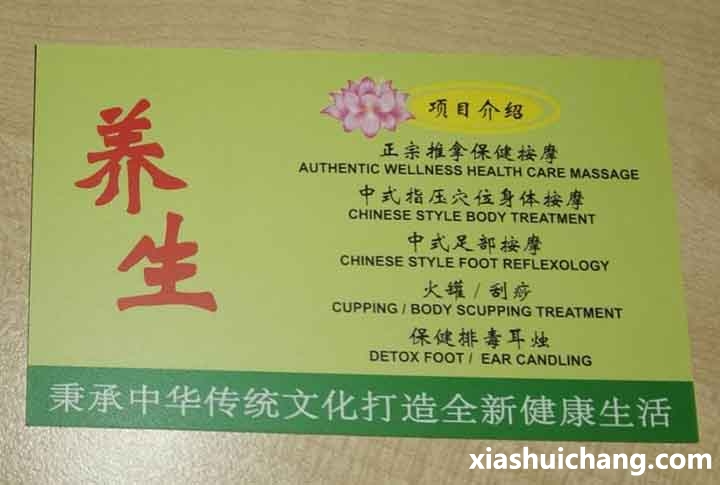 养生
项目介绍
正宗推拿保健按摩
AUTHENTIC WELLNESS HEALTH CARE MASSAGE
中式指压穴位身体按摩
CHINESE STYLE BODY TREATMENT
中式足部按摩
CHINESE STYLE FOOT REFLEXOLOGY
火罐 / 刮痧
CUPPING / BODY SCUPPING TREATMENT
保健排毒耳烛
DETOX FOOT / EAR CANDLING
秉承中华传统文化打造全新健康生活
xiashuichang.com